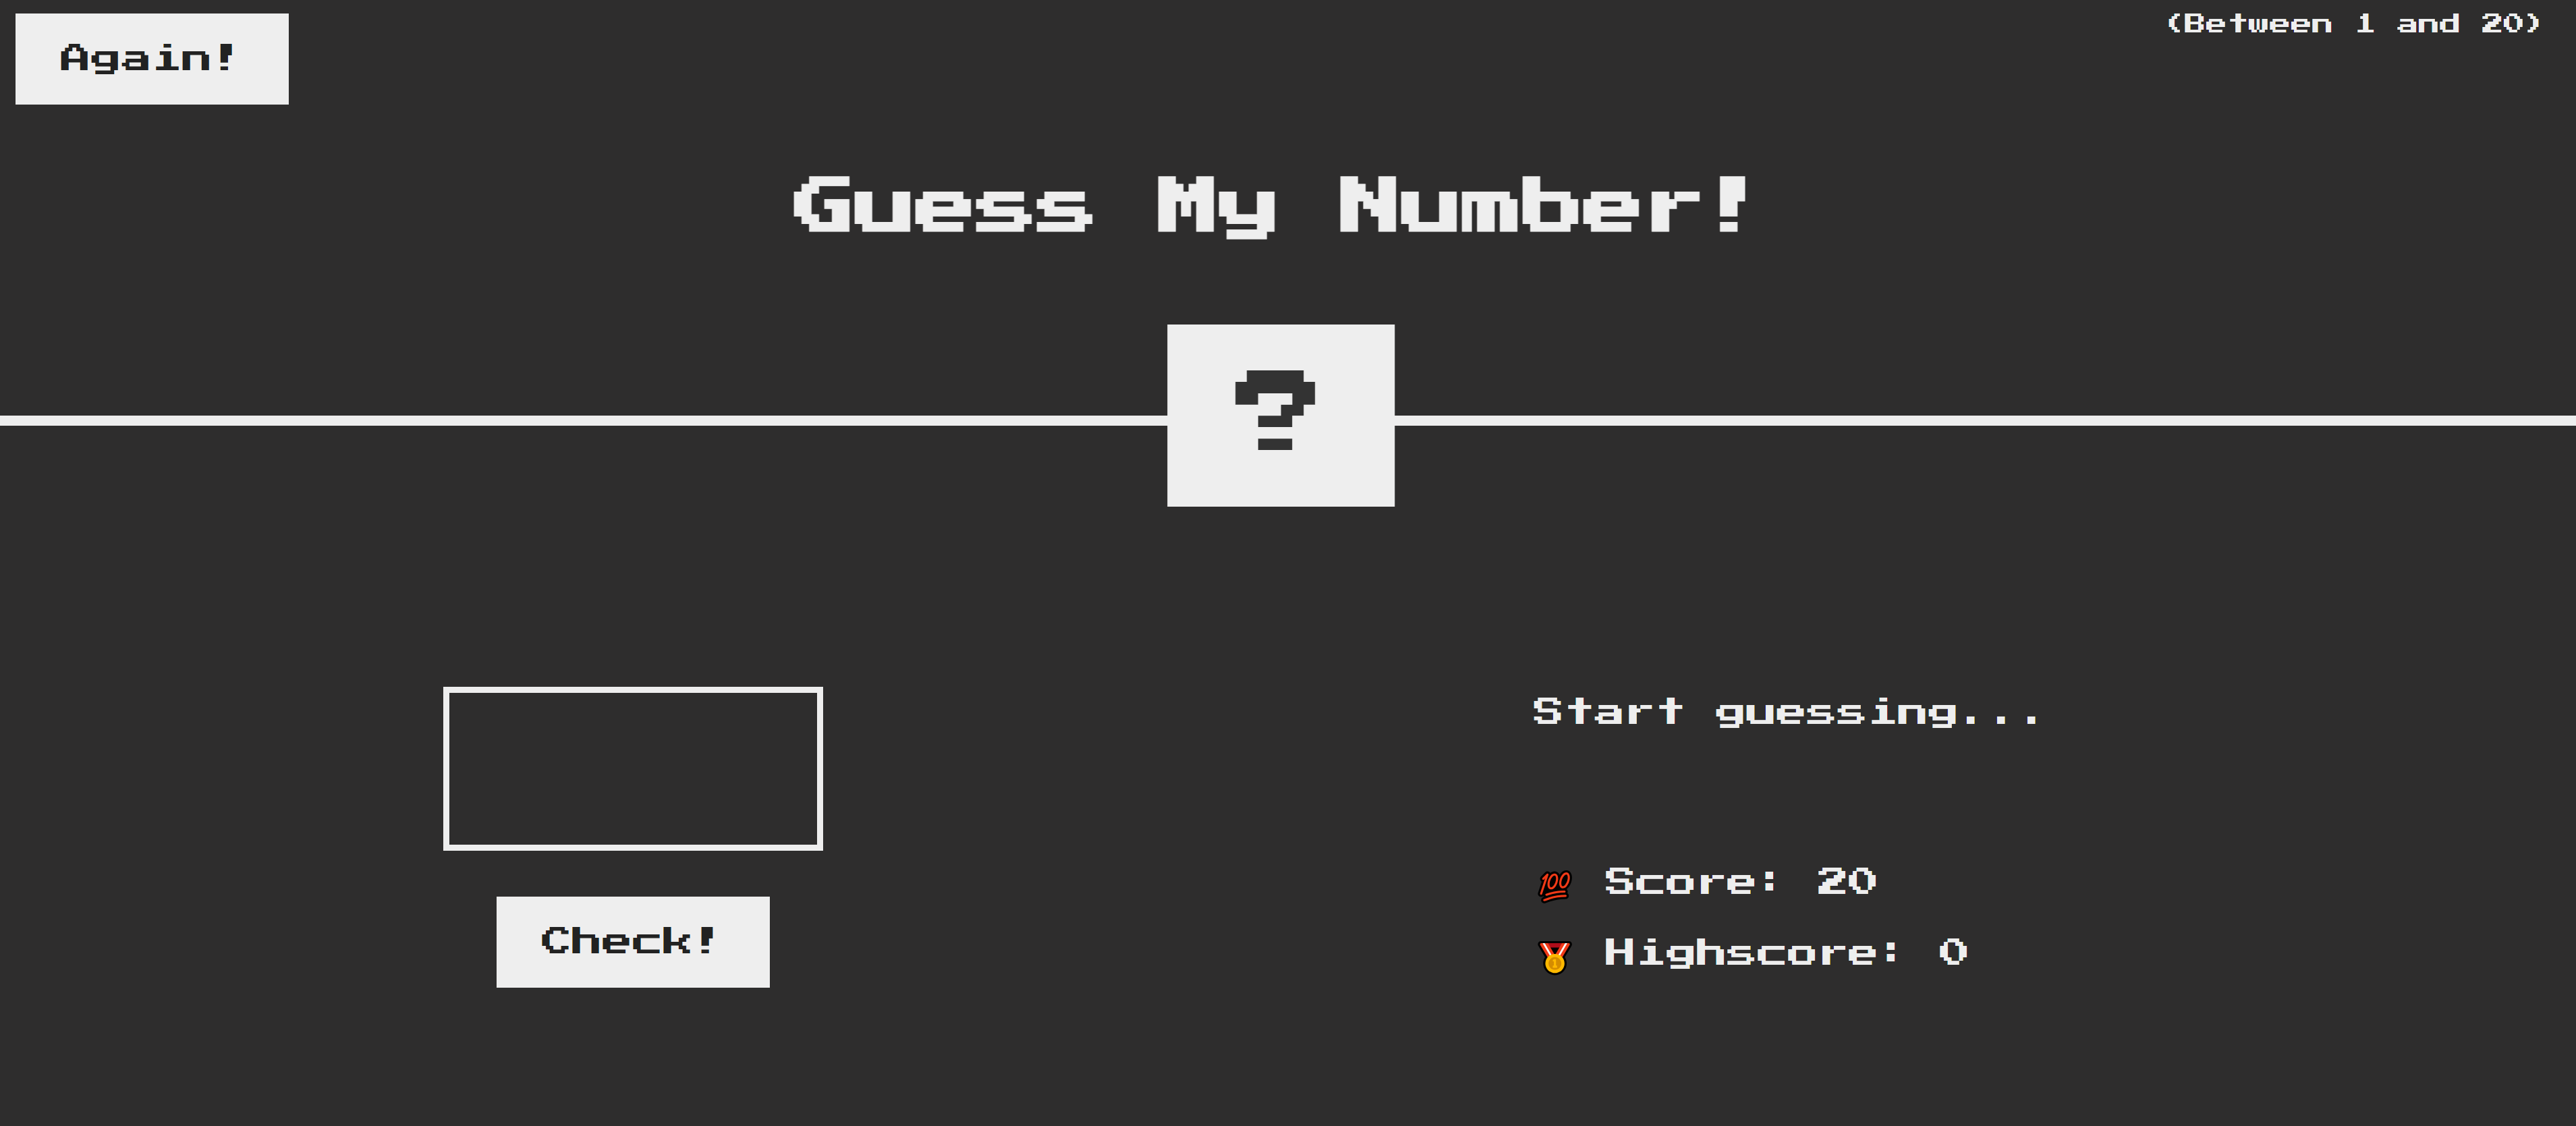 Again!
(Between 1 and 20)
Guess My Number!
?
Start guessing...
💯 Score: 20
🥇 Highscore: 0
Check!